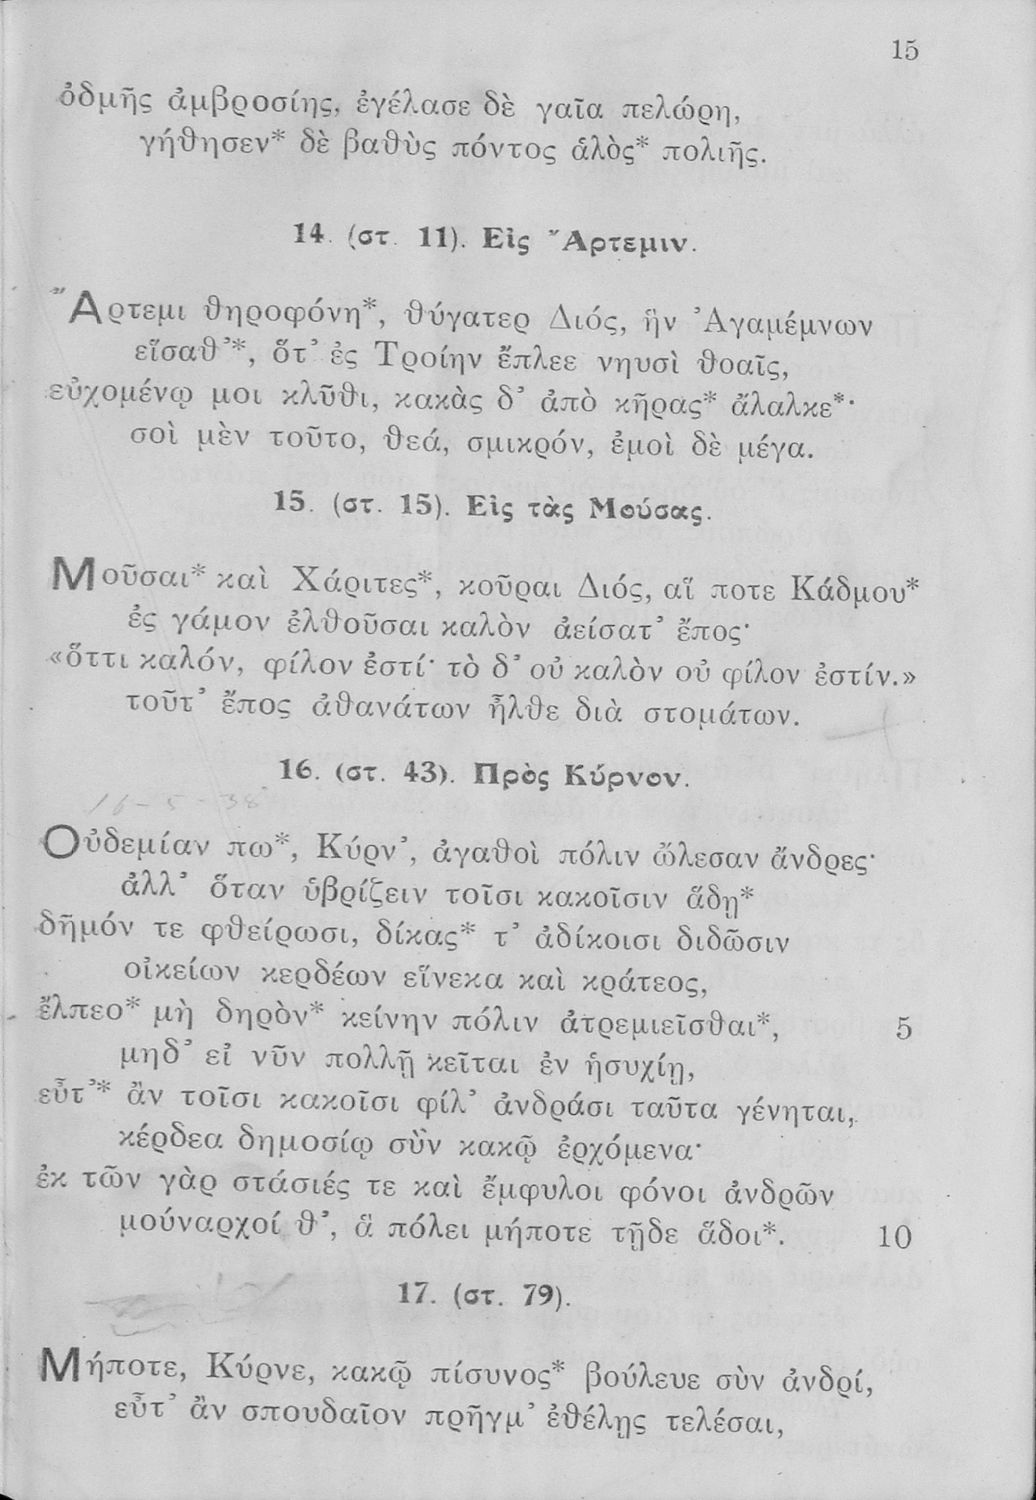 15
ὀδμῆς ἀμβροσίης, ἐγέλασε δὲ γαῖα πελώρη,
γήθησεν* δὲ βαθὺς πόντος ἁλὸς* πολιῆς.
14. (στ. 11). Εἰς Ἄρτεμιν.
Ἄρτεμι θηροφόνη*, θύγατερ Διός, ἣν Ἀγαμέμνων
εἵσαθ’*, ὅτ’ ἐς Τροίην ἔπλεε νηυσὶ θοαῖς,
εὐχομένῳ μοι κλῦθι, κακὰς δ’ ἀπὸ κῆρας* ἄλαλκε*·
σοὶ μὲν τοῦτο, θεά, σμικρόν, ἐμοὶ δὲ μέγα.
15. (στ. 15). Εἰς τὰς Μούσας.
Μοῦσαι* καὶ Χάριτες*, κοῦραι Διός, αἵ ποτε Κάδμου*
ἐς γάμον ἐλθοῦσαι καλὸν ἀείσατ’ ἔπος·
«ὅττι καλόν, φίλον ἐστί· τὸ δ’ οὐ καλὸν οὐ φίλον ἐστίν.»
τοῦτ’ ἔπος ἀθανάτων ἦλθε διὰ στομάτων.
16. (στ. 43). Πρὸς Κύρνον.
16-5-38
Οὐδεμίαν πω*, Κύρν’, ἀγαθοὶ πόλιν ὤλεσαν ἄνδρες·
ἀλλ’ ὅταν ὑβρίζειν τοῖσι κακοῖσιν ἅδῃ*
δῆμόν τε φθείρωσι, δίκας* τ’ ἀδίκοισι διδῶσιν
οἰκείων κερδέων εἵνεκα καὶ κράτεος,
ἔλπεο* μὴ δηρὸν* κείνην πόλιν ἀτρεμιεῖσθαι*, 5
μηδ’ εἰ νῦν πολλῇ κεῖται ἐν ἡσυχίῃ,
εὖτ’* ἂν τοῖσι κακοῖσι φίλ’ ἀνδράσι ταῦτα γένηται,
κέρδεα δημοσίῳ σὺν κακῷ ἐρχόμενα·
ἐκ τῶν γὰρ στάσιές τε καὶ ἔμφυλοι φόνοι ἀνδρῶν
μούναρχοί θ’, ἃ πόλει μήποτε τῇδε ἅδοι*. 10
17. (στ. 79).
Μήποτε, Κύρνε, κακῷ πίσυνος* βούλευε σὺν ἀνδρί,
εὖτ’ ἂν σπουδαῖον πρῆγμ’ ἐθέλῃς τελέσαι,